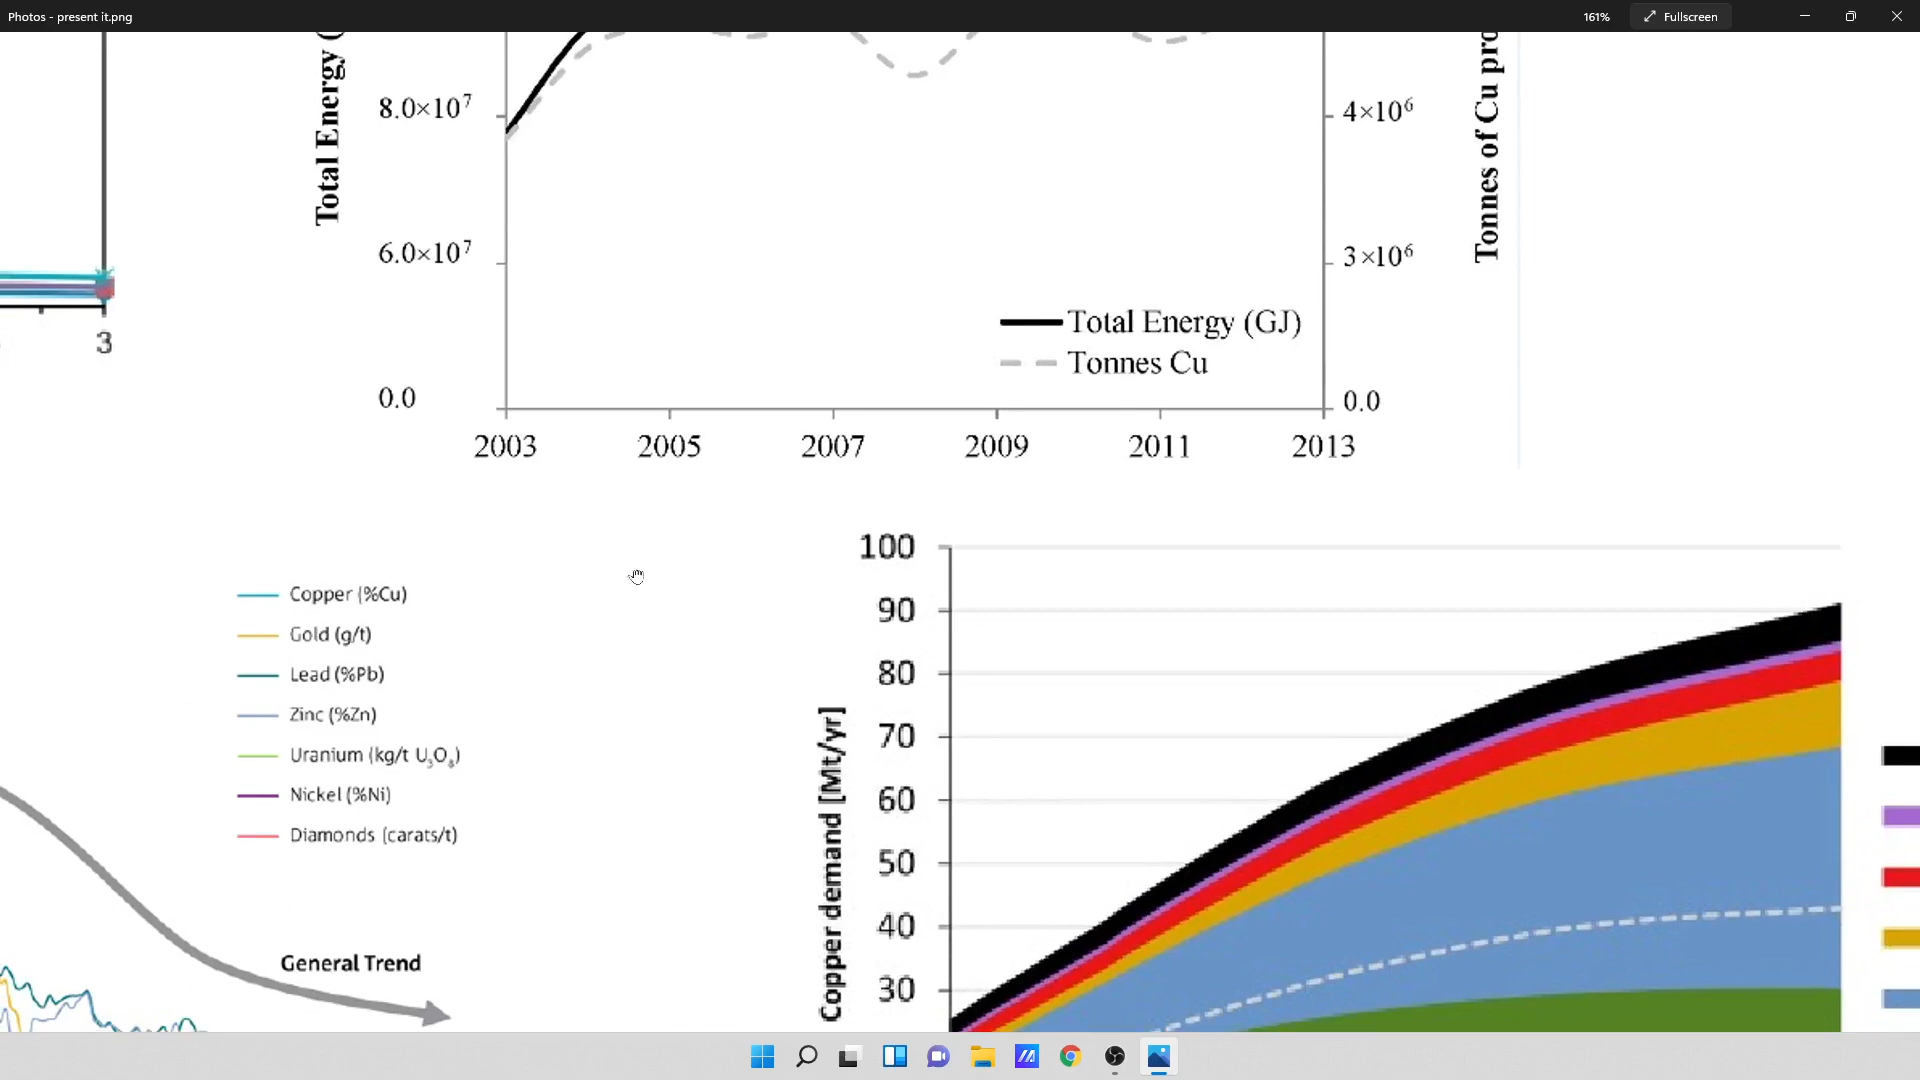 Photos - present it.png
161%
Fullscreen
Total Energy (
8.0×10⁷
6.0×10⁷
0.0
4×10⁶
3×10⁶
0.0
Tonnes of Cu pro
Total Energy (GJ)
Tonnes Cu
2003 2005 2007 2009 2011 2013
3
Copper (%Cu)
Gold (g/t)
Lead (%Pb)
Zinc (%Zn)
Uranium (kg/t U₃O₈)
Nickel (%Ni)
Diamonds (carats/t)
General Trend
Copper demand [Mt/yr]
100
90
80
70
60
50
40
30